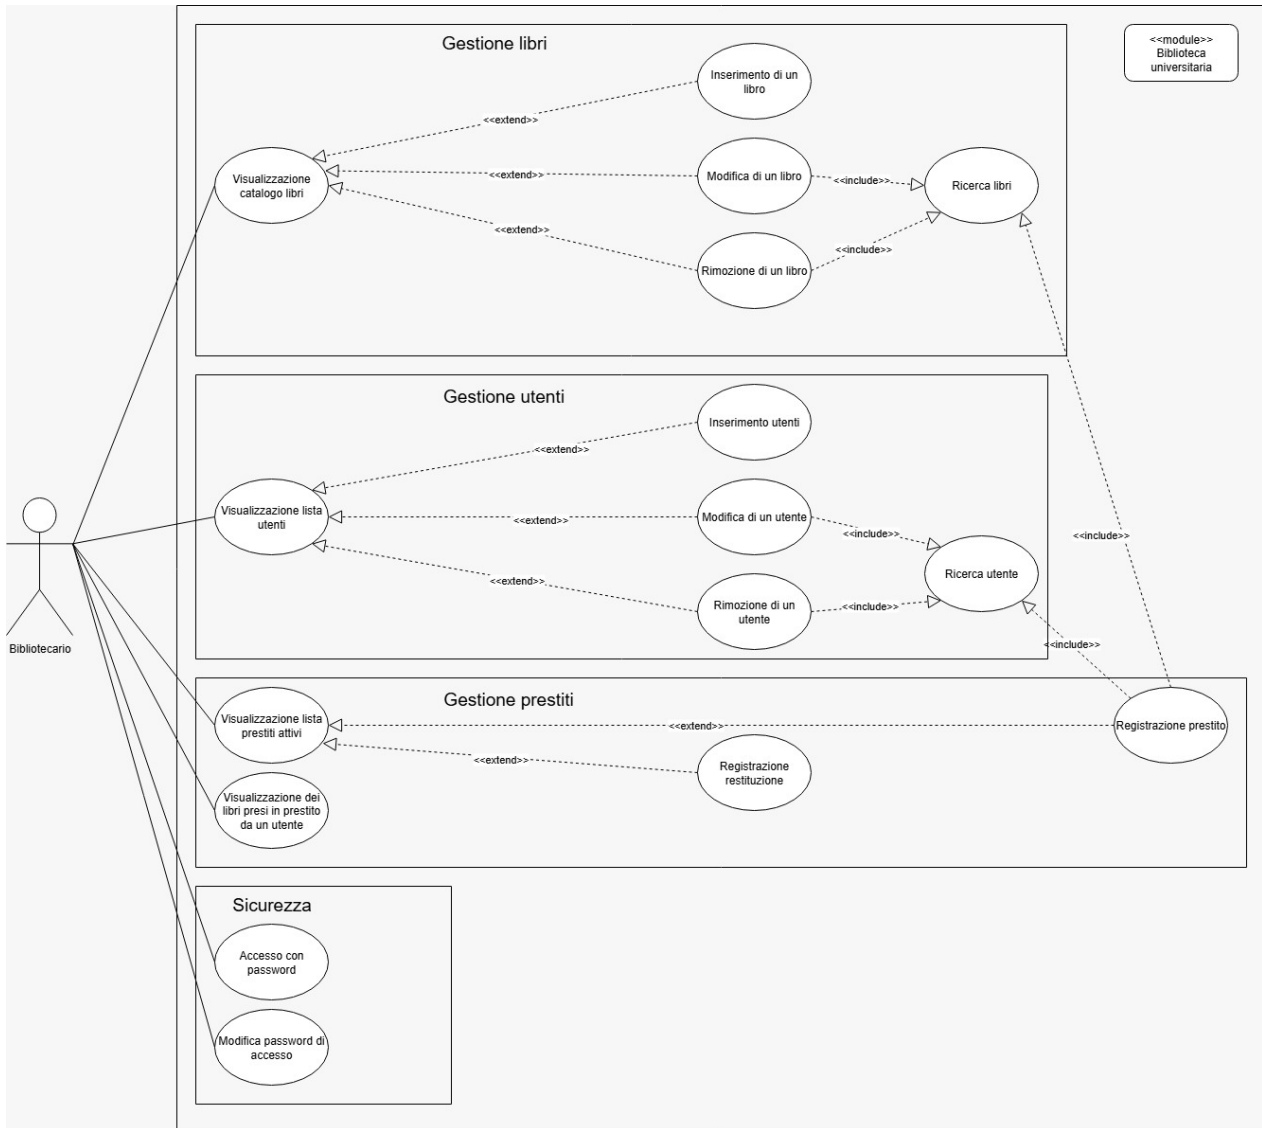 Gestione libri
<<module>>
Biblioteca
universitaria
Inserimento di un
libro
<<extend>>
Visualizzazione
catalogo libri
<<extend>>
Modifica di un libro
<<include>>
Ricerca libri
<<extend>>
Rimozione di un libro
<<include>>
Gestione utenti
Inserimento utenti
<<extend>>
Visualizzazione lista
utenti
<<extend>>
Modifica di un utente
<<include>>
<<include>>
Ricerca utente
<<extend>>
Rimozione di un
utente
<<include>>
<<include>>
Bibliotecario
Gestione prestiti
Visualizzazione lista
prestiti attivi
<<extend>>
Registrazione prestito
<<extend>>
Registrazione
restituzione
Visualizzazione dei
libri presi in prestito
da un utente
Sicurezza
Accesso con
password
Modifica password di
accesso